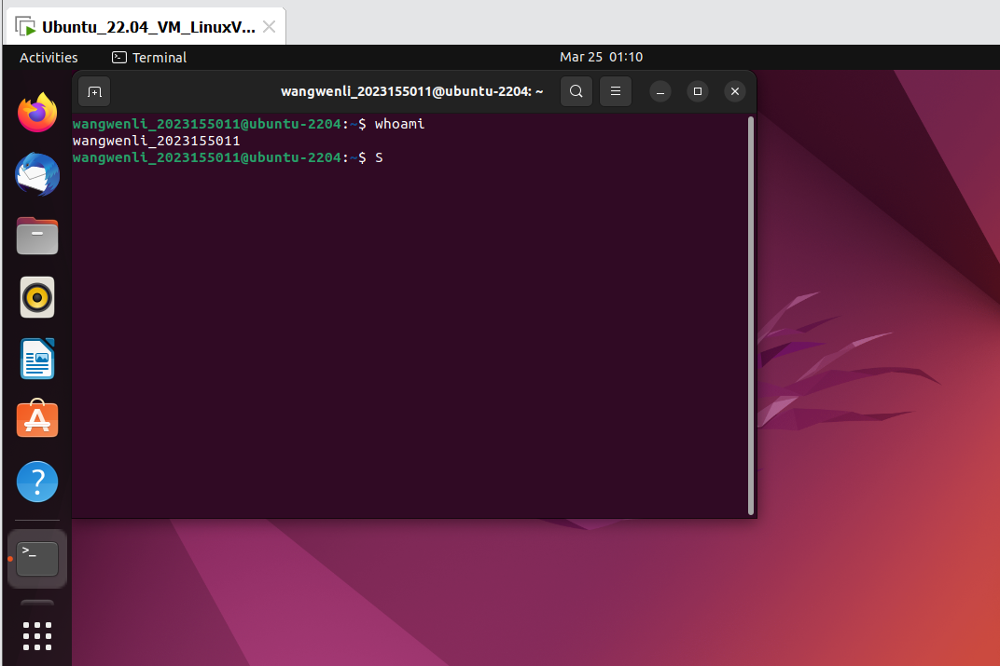 Ubuntu_22.04_VM_LinuxV...
Activities
Terminal
Mar 25 01:10
wangwenli_2023155011@ubuntu-2204: ~
wangwenli_2023155011@ubuntu-2204:~$ whoami
wangwenli_2023155011
wangwenli_2023155011@ubuntu-2204:~$ S